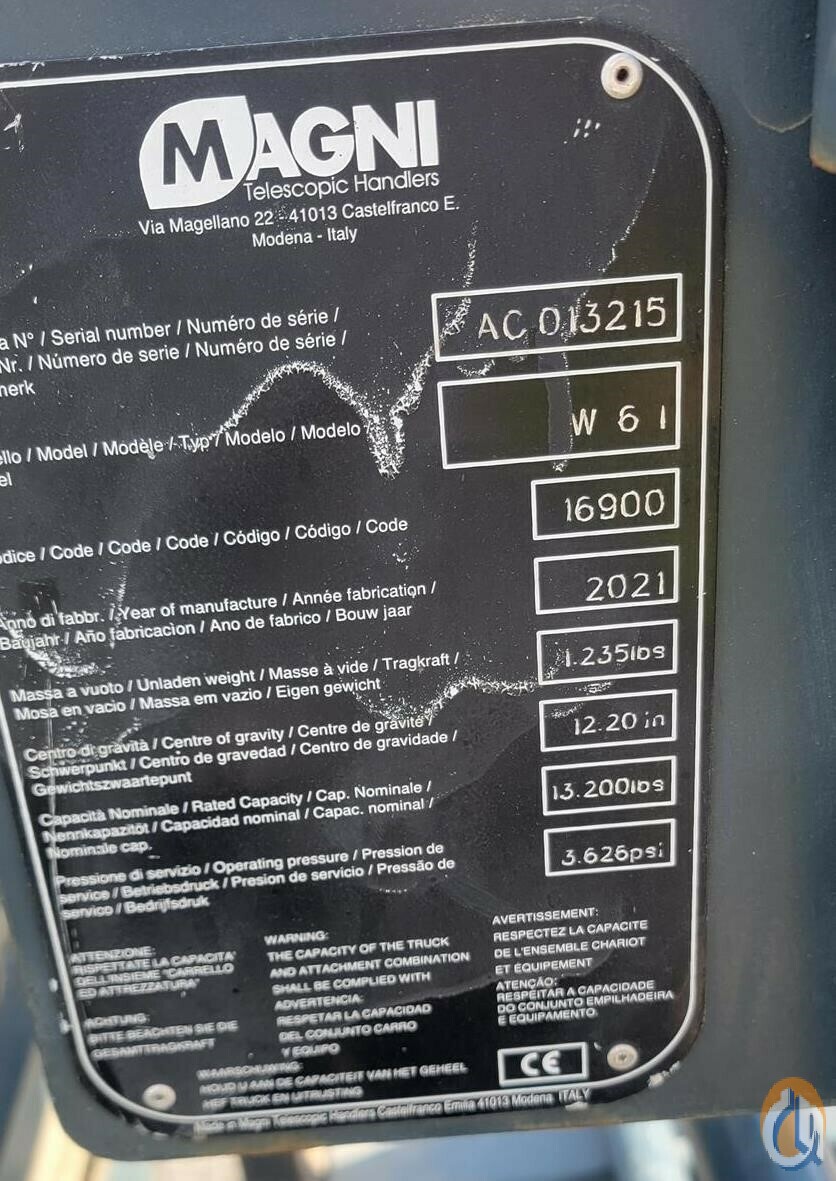 MAGNI
Telescopic Handlers
Via Magellano 22 - 41013 Castelfranco E.
Modena - Italy
a N° / Serial number / Numéro de série /
Nr. / Número de serie / Numéro de série /
merk
AC 013215
llo / Model / Modèle / Typ / Modelo / Modelo /
el
W 6 I
odice / Code / Code / Code / Código / Código / Code
16900
Anno di fabbr. / Year of manufacture / Année fabrication /
Baujahr / Año fabricacion / Ano de fabrico / Bouw jaar
2021
Massa a vuoto / Unladen weight / Masse à vide / Tragkraft /
Mosa en vacio / Massa em vazio / Eigen gewicht
1.235lbs
Centro di gravità / Centre of gravity / Centre de gravité /
Schwerpunkt / Centro de gravedad / Centro de gravidade /
Gewichtszwaartepunt
12.20 in
Capacità Nominale / Rated Capacity / Cap. Nominale /
Nennkapazitöt / Capacidad nominal / Capac. nominal /
Nominale cap.
13.200lbs
Pressione di servizio / Operating pressure / Pression de
service / Betriebsdruck / Presion de servicio / Pressão de
servico / Bedrijfsdruk
3.626psi
ATTENZIONE:
RISPETTATE LA CAPACITA'
DELL'INSIEME "CARRELLO
ED ATTREZZATURA"
ACHTUNG:
BITTE BEACHTEN SIE DIE
GESAMTTRAGKRAFT
WARNING:
THE CAPACITY OF THE TRUCK
AND ATTACHMENT COMBINATION
SHALL BE COMPLIED WITH
ADVERTENCIA:
RESPETAR LA CAPACIDAD
DEL CONJUNTO CARRO
Y EQUIPO
AVERTISSEMENT:
RESPECTEZ LA CAPACITE
DE L'ENSEMBLE CHARIOT
ET EQUIPEMENT
ATENÇÃO:
RESPEITAR A CAPACIDADE
DO CONJUNTO EMPILHADEIRA
E EQUIPAMENTO
WAARSCHUWING:
HOUD U AAN DE CAPACITEIT VAN HET GEHEEL
HEF TRUCK EN UITRUSTING
CE
Made in Magni Telescopic Handlers Castelfranco Emilia 41013 Modena ITALY